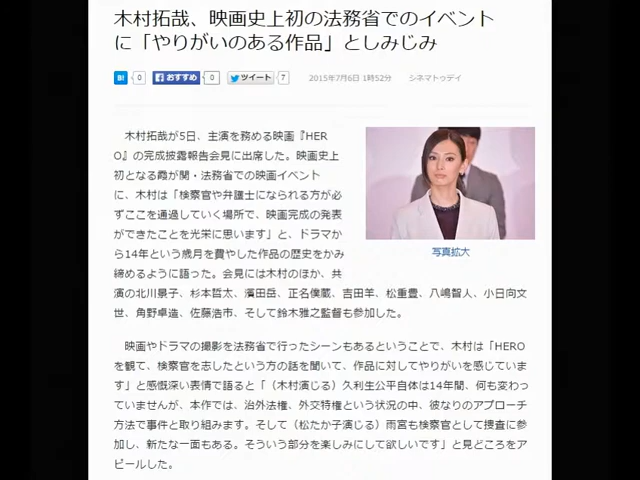 木村拓哉、映画史上初の法務省でのイベント
に「やりがいのある作品」としみじみ
B! 0 おすすめ 0 ツイート 7 2015年7月6日 1時52分 シネマトゥデイ
木村拓哉が5日、主演を務める映画『HER
O』の完成披露報告会見に出席した。映画史上
初となる霞が関・法務省での映画イベント
に、木村は「検察官や弁護士になられる方が必
ずここを通過していく場所で、映画完成の発表
ができたことを光栄に思います」と、ドラマか
ら14年という歳月を費やした作品の歴史をかみ
締めるように語った。会見には木村のほか、共
演の北川景子、杉本哲太、濱田岳、正名僕蔵、吉田羊、松重豊、八嶋智人、小日向文
世、角野卓造、佐藤浩市、そして鈴木雅之監督も参加した。
写真拡大
映画やドラマの撮影を法務省で行ったシーンもあるということで、木村は「HERO
を観て、検察官を志したという方の話を聞いて、作品に対してやりがいを感じていま
す」と感慨深い表情で語ると「（木村演じる）久利生公平自体は14年間、何も変わっ
ていませんが、本作では、治外法権、外交特権という状況の中、彼なりのアプローチ
方法で事件と取り組みます。そして（松たか子演じる）雨宮も検察官として捜査に参
加し、新たな一面もある。そういう部分を楽しみにして欲しいです」と見どころをア
ピールした。